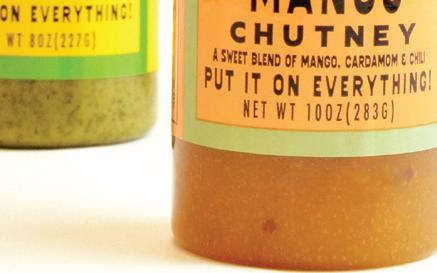 ON EVERYTHING!
WT 8OZ(227G)
MANGO
CHUTNEY
A SWEET BLEND OF MANGO, CARDAMOM & CHILI
PUT IT ON EVERYTHING!
NET WT 10OZ(283G)